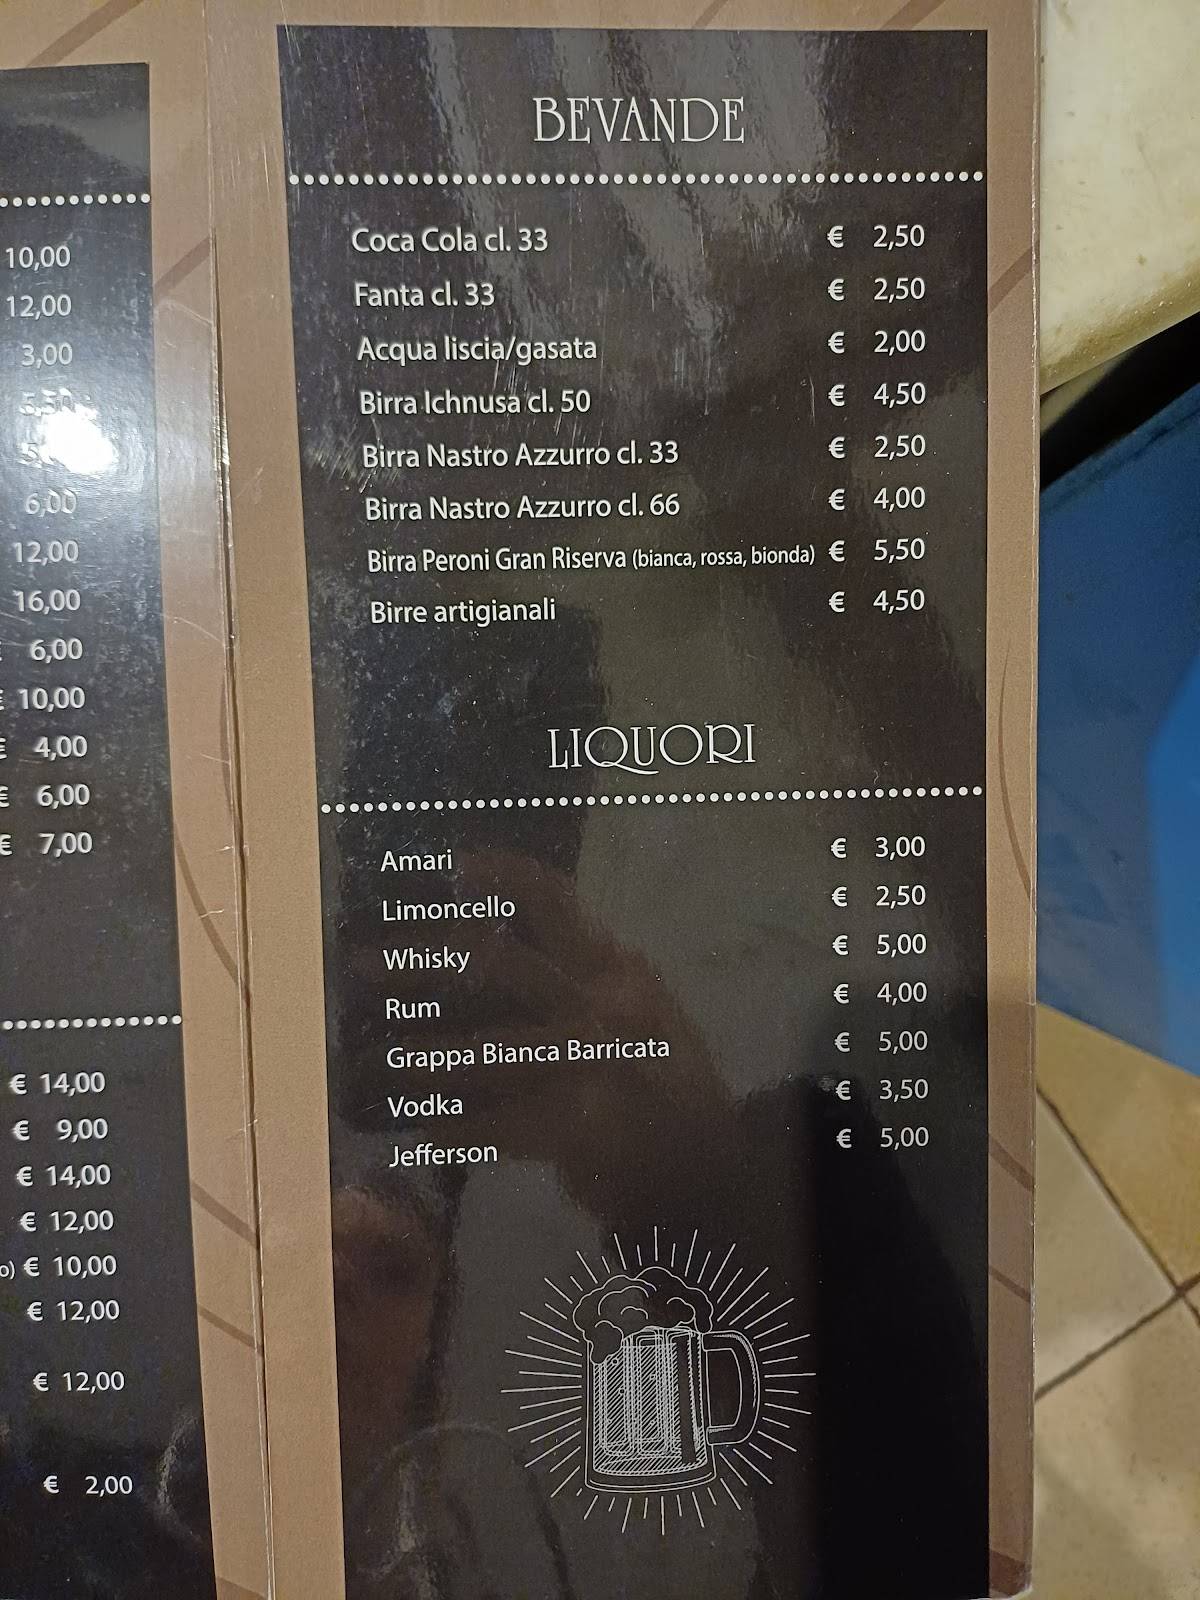 10,00
12,00
3,00
5,50
6,00
12,00
16,00
6,00
€ 10,00
€ 4,00
€ 6,00
€ 7,00
€ 14,00
€ 9,00
€ 14,00
€ 12,00
€ 10,00
€ 12,00
€ 12,00
€ 2,00
BEVANDE
Coca Cola cl. 33 € 2,50
Fanta cl. 33 € 2,50
Acqua liscia/gasata € 2,00
Birra Ichnusa cl. 50 € 4,50
Birra Nastro Azzurro cl. 33 € 2,50
Birra Nastro Azzurro cl. 66 € 4,00
Birra Peroni Gran Riserva (bianca, rossa, bionda) € 5,50
Birre artigianali € 4,50
LIQUORI
Amari € 3,00
Limoncello € 2,50
Whisky € 5,00
Rum € 4,00
Grappa Bianca Barricata € 5,00
Vodka € 3,50
Jefferson € 5,00